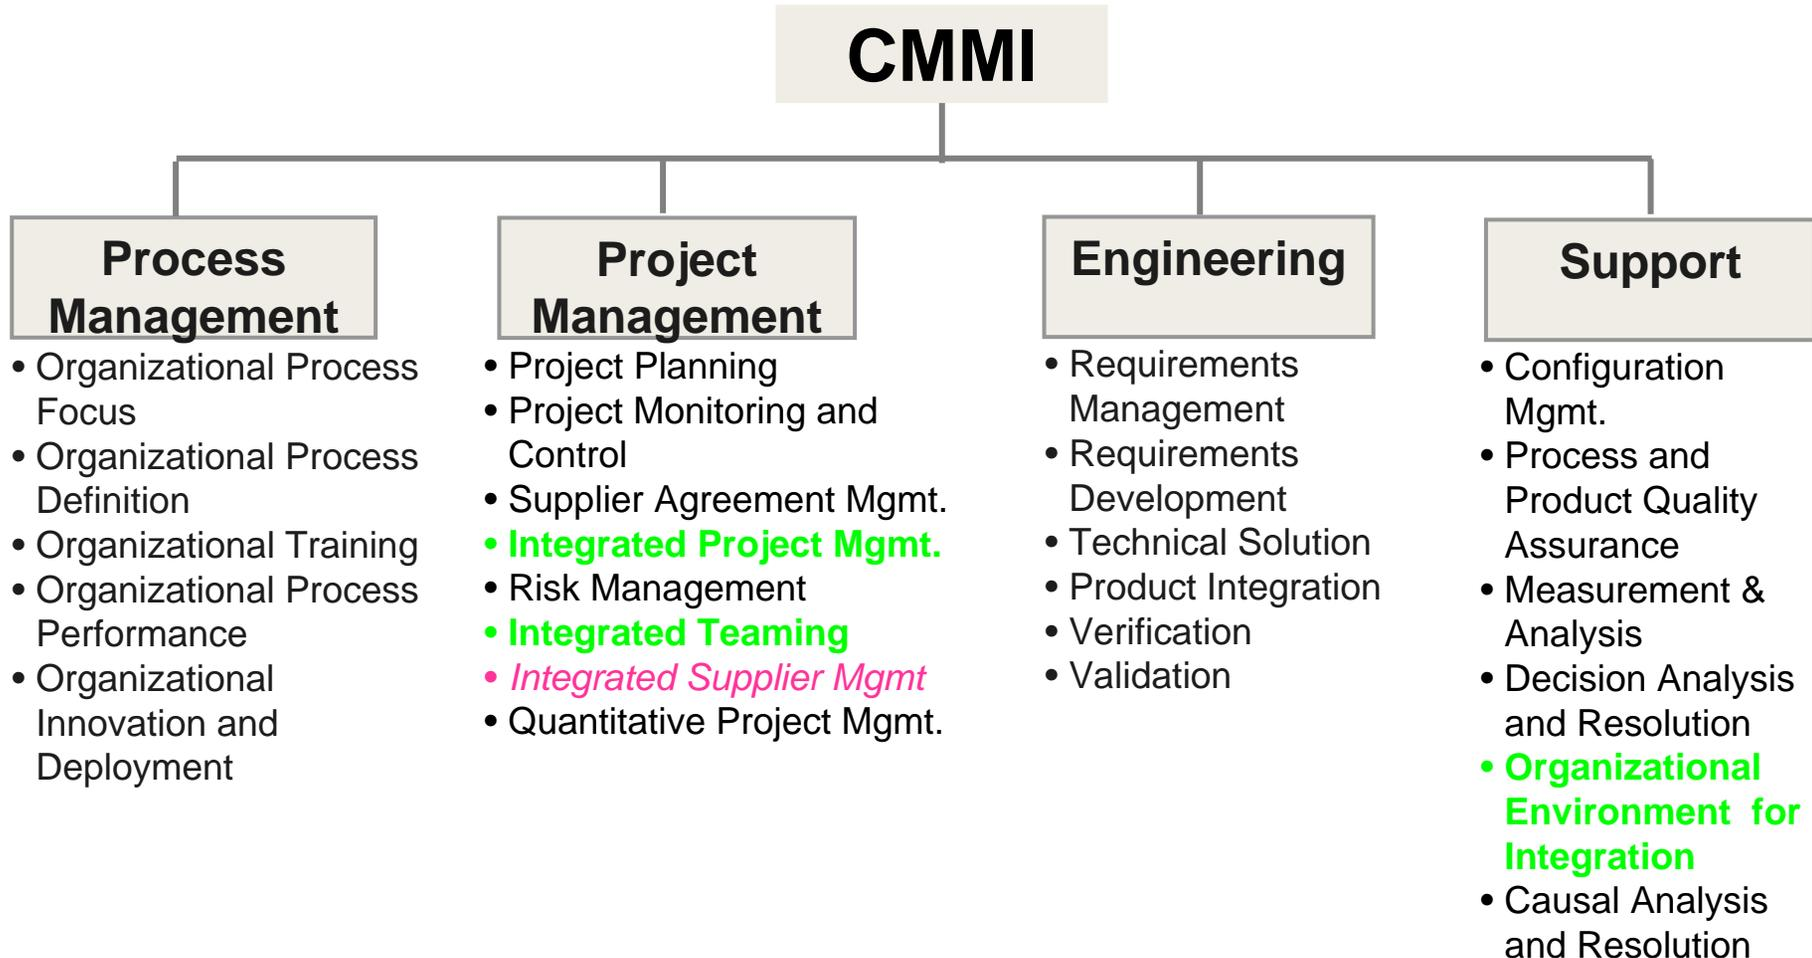 CMMI
Process
Management
• Organizational Process
Focus
• Organizational Process
Definition
• Organizational Training
• Organizational Process
Performance
• Organizational
Innovation and
Deployment
Project
Management
• Project Planning
• Project Monitoring and
Control
• Supplier Agreement Mgmt.
• Integrated Project Mgmt.
• Risk Management
• Integrated Teaming
• Integrated Supplier Mgmt
• Quantitative Project Mgmt.
Engineering
• Requirements
Management
• Requirements
Development
• Technical Solution
• Product Integration
• Verification
• Validation
Support
• Configuration
Mgmt.
• Process and
Product Quality
Assurance
• Measurement &
Analysis
• Decision Analysis
and Resolution
• Organizational
Environment for
Integration
• Causal Analysis
and Resolution